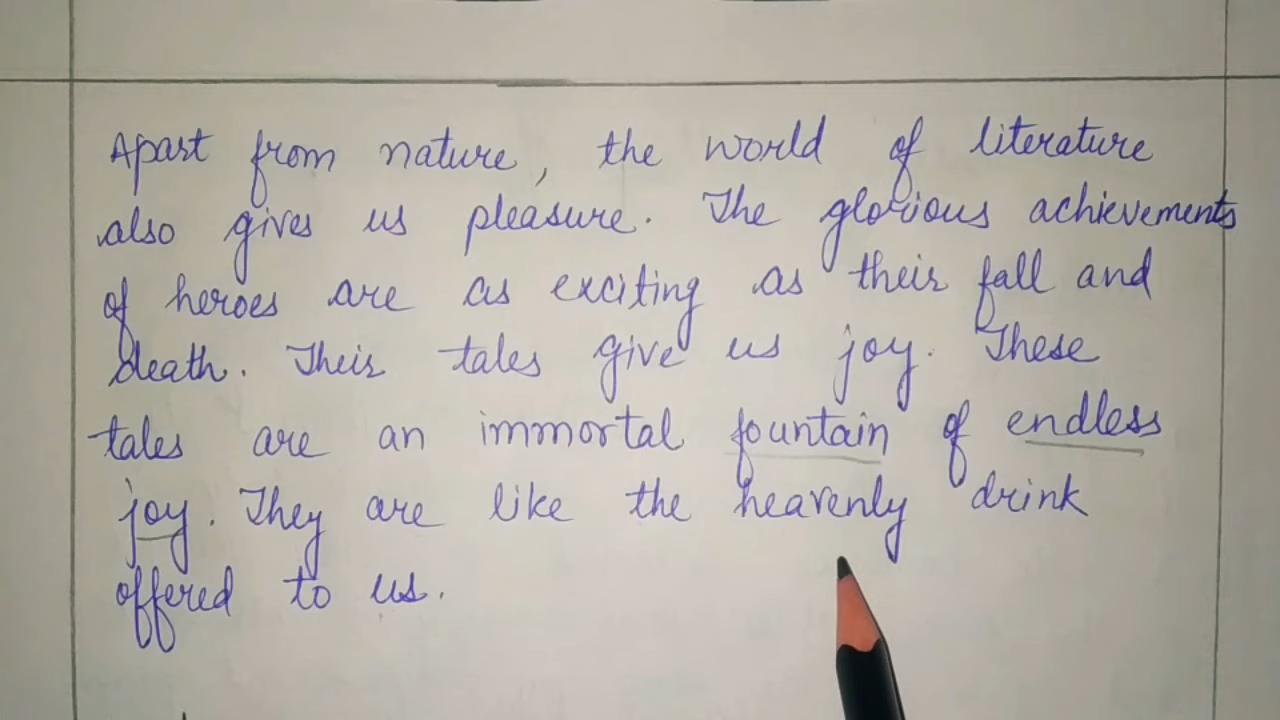 Apart from nature, the world of literature
also gives us pleasure. The glorious achievements
of heroes are as exciting as their fall and
death. Their tales give us joy. These
tales are an immortal fountain of endless
joy. They are like the heavenly drink
offered to us.